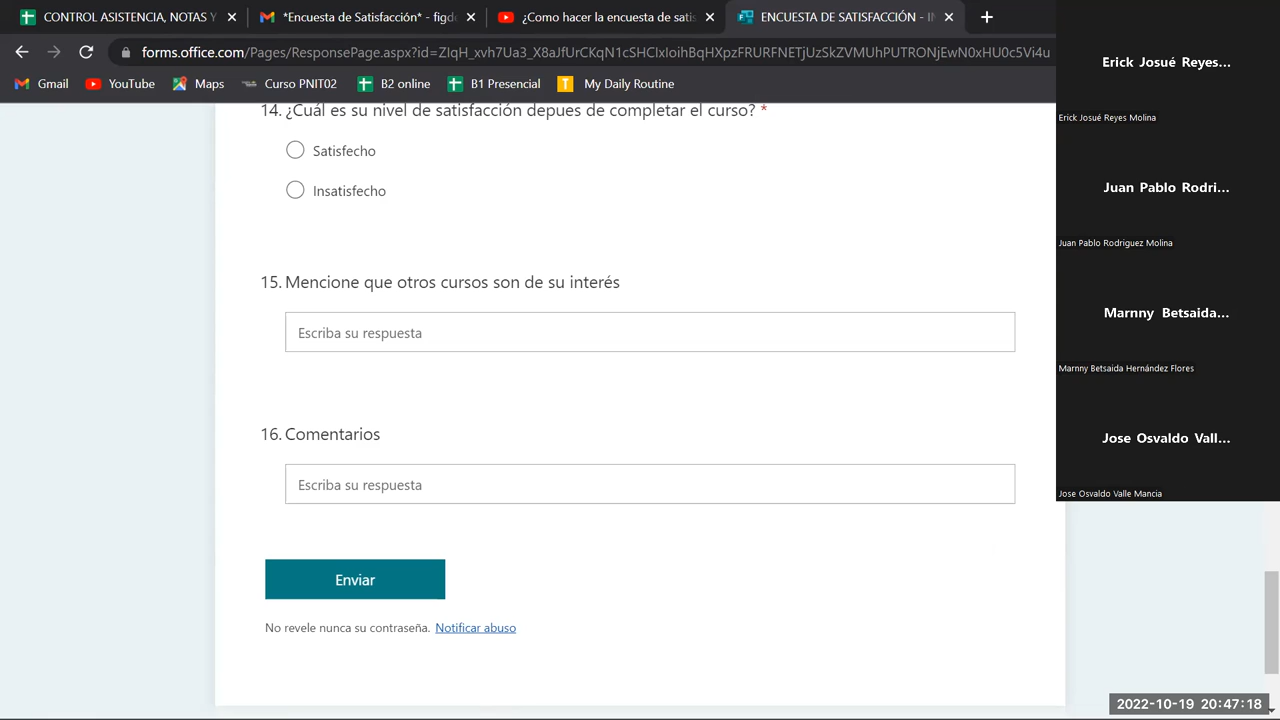 CONTROL ASISTENCIA, NOTAS Y
*Encuesta de Satisfacción* - figd
¿Como hacer la encuesta de satis
ENCUESTA DE SATISFACCIÓN - IN
forms.office.com/Pages/ResponsePage.aspx?id=ZIqH_xvh7Ua3_X8aJfUrCKqN1cSHCIxIoihBqHXpzFRURFNETjUzSkZVMUhPUTRONjEwN0xHU0c5Vi4u
Gmail
YouTube
Maps
Curso PNIT02
B2 online
B1 Presencial
My Daily Routine
14. ¿Cuál es su nivel de satisfacción depues de completar el curso? *
Satisfecho
Insatisfecho
15. Mencione que otros cursos son de su interés
Escriba su respuesta
16. Comentarios
Escriba su respuesta
Enviar
No revele nunca su contraseña. Notificar abuso
Erick Josué Reyes...
Erick Josué Reyes Molina
Juan Pablo Rodri...
Juan Pablo Rodriguez Molina
Marnny Betsaida...
Marnny Betsaida Hernández Flores
Jose Osvaldo Vall...
Jose Osvaldo Valle Mancia
2022-10-19 20:47:18